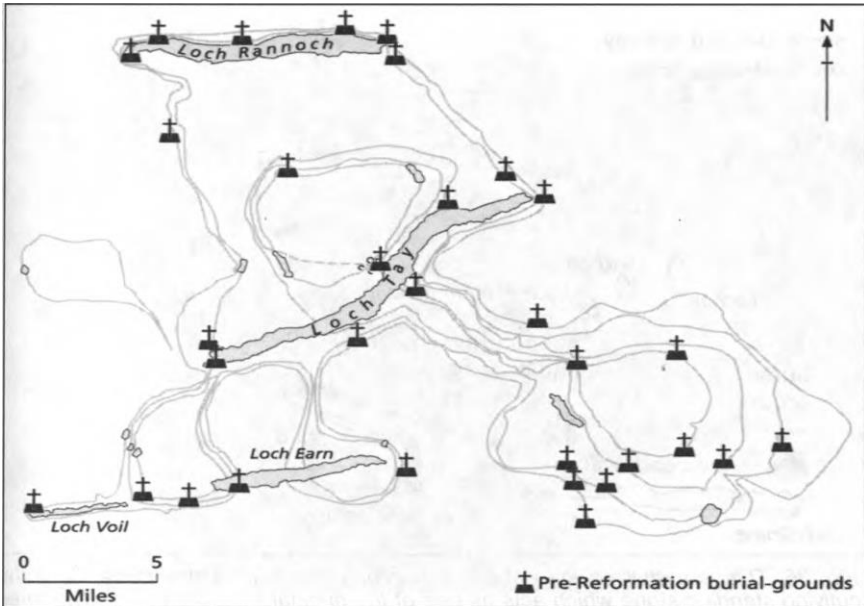 Loch Rannoch
N
Loch Tay
Loch Earn
Loch Voil
0 5
Miles
Pre-Reformation burial-grounds